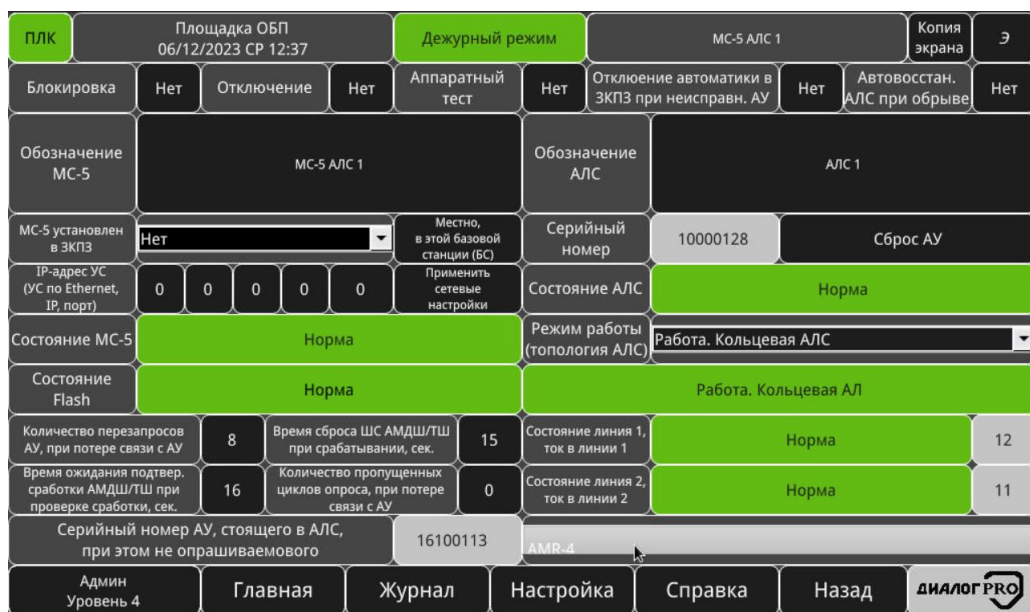 ПЛК
Площадка ОБП
06/12/2023 СР 12:37
Дежурный режим
МС-5 АЛС 1
Копия
экрана
Э
Блокировка
Нет
Отключение
Нет
Аппаратный
тест
Нет
Отклюение автоматики в
ЗКПЗ при неисправн. АУ
Нет
Автовосстан.
АЛС при обрыве
Нет
Обозначение
МС-5
МС-5 АЛС 1
Обозначение
АЛС
АЛС 1
МС-5 установлен
в ЗКПЗ
Нет
Местно,
в этой базовой
станции (БС)
Серийный
номер
10000128
Сброс АУ
IP-адрес УС
(УС по Ethernet,
IP, порт)
0
0
0
0
0
Применить
сетевые
настройки
Состояние АЛС
Норма
Состояние МС-5
Норма
Режим работы
(топология АЛС)
Работа. Кольцевая АЛС
Состояние
Flash
Норма
Работа. Кольцевая АЛ
Количество перезапросов
АУ, при потере связи с АУ
8
Время сброса ШС АМДШ/ТШ
при срабатывании, сек.
15
Состояние линия 1,
ток в линии 1
Норма
12
Время ожидания подтвер.
сработки АМДШ/ТШ при
проверке сработки, сек.
16
Количество пропущенных
циклов опроса, при потере
связи с АУ
0
Состояние линия 2,
ток в линии 2
Норма
11
Серийный номер АУ, стоящего в АЛС,
при этом не опрашиваемового
16100113
AMR-4
Админ
Уровень 4
Главная
Журнал
Настройка
Справка
Назад
ДИАЛОГ PRO